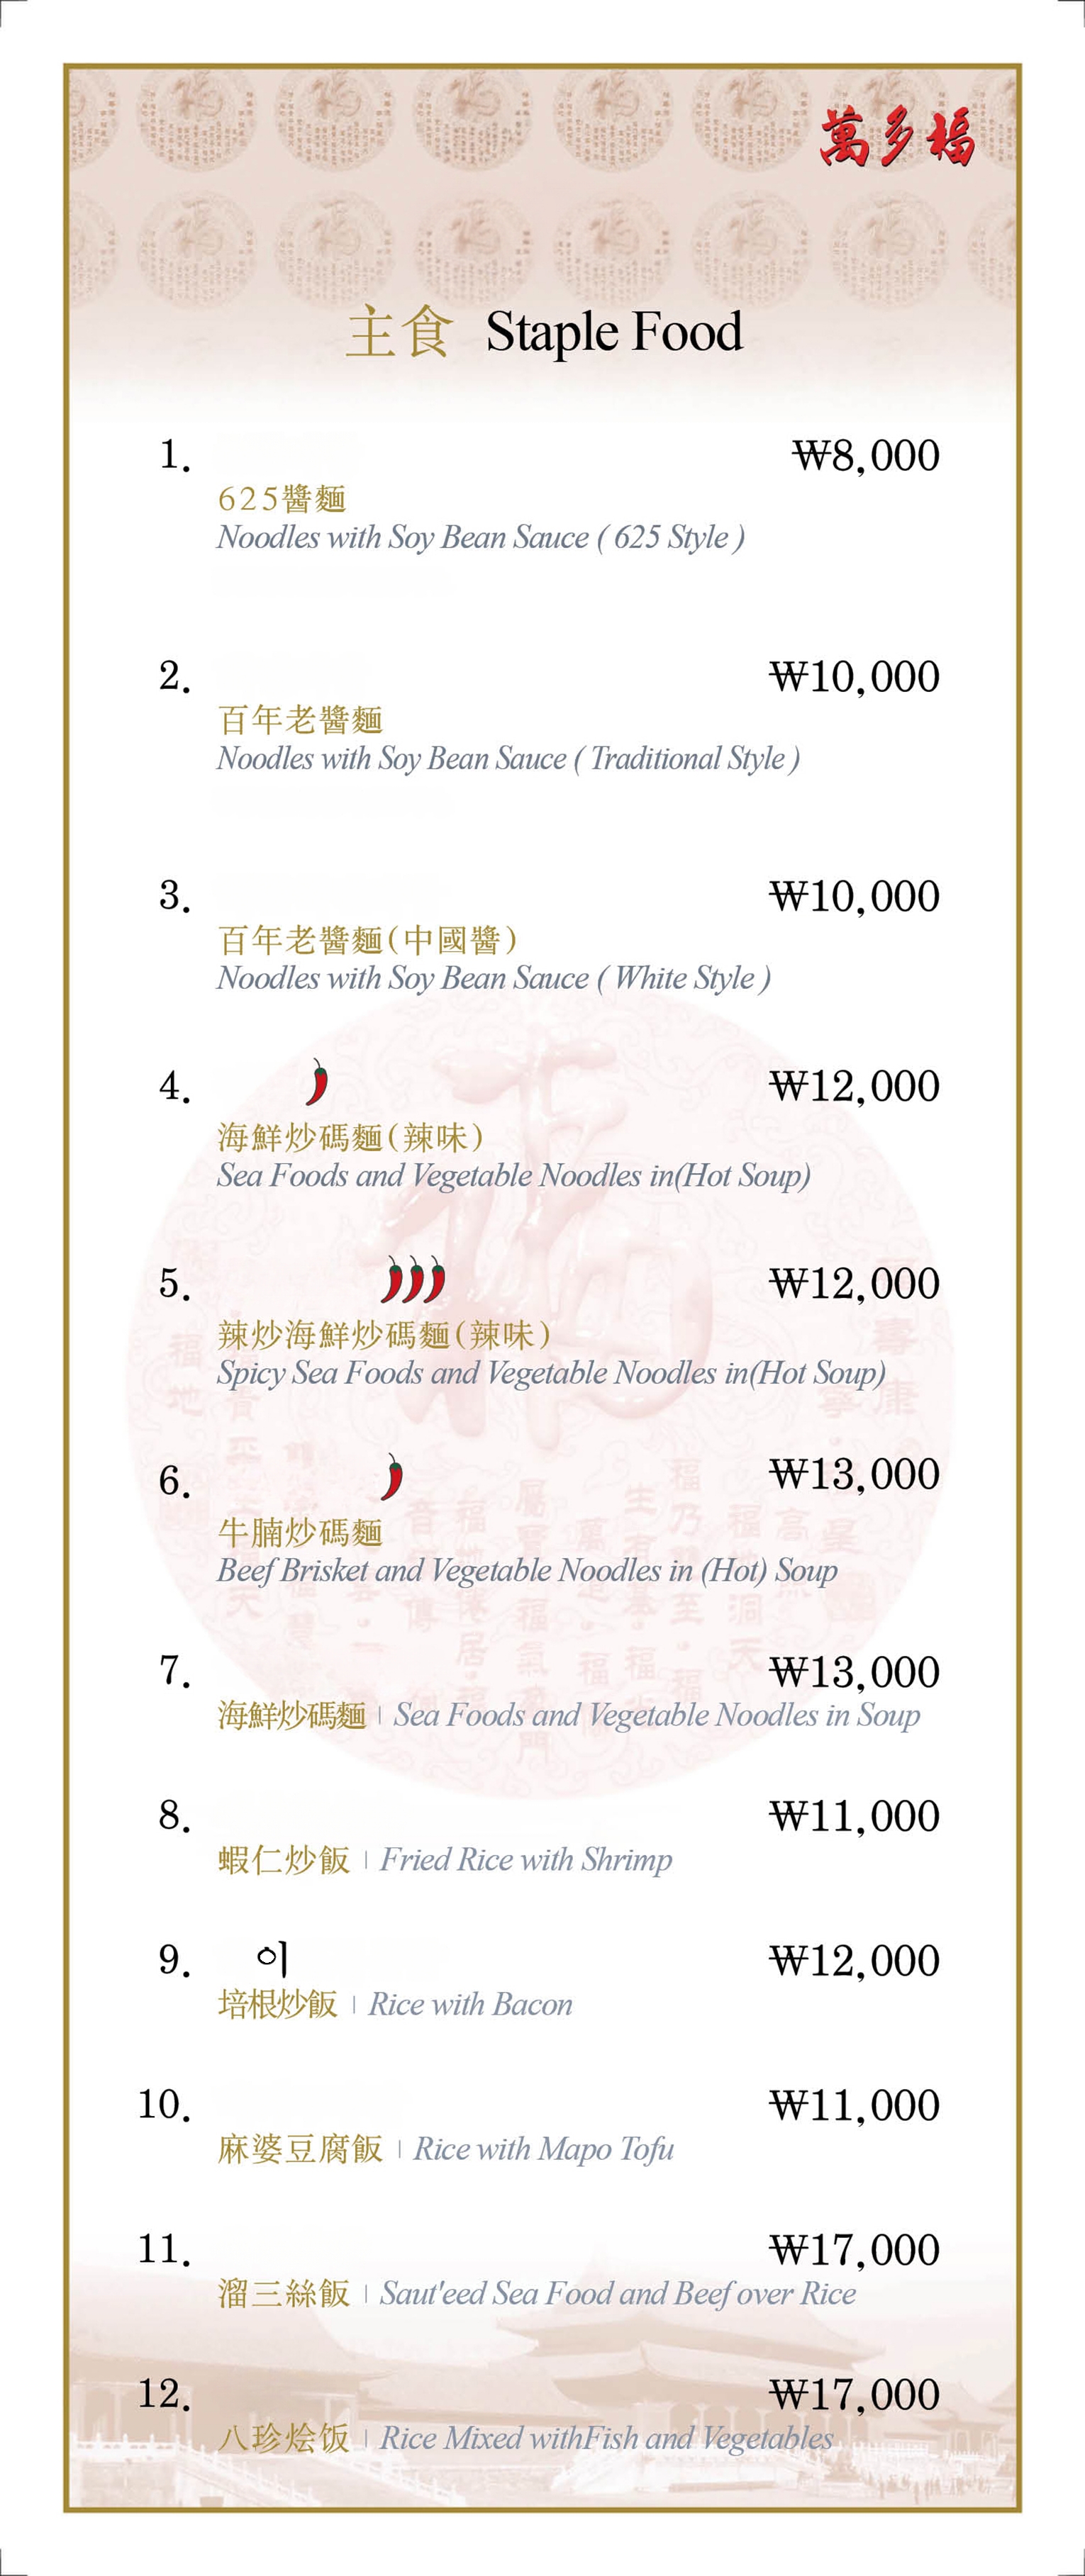 萬多福
主食 Staple Food
1. ₩8,000
625醬麵
Noodles with Soy Bean Sauce ( 625 Style )
2. ₩10,000
百年老醬麵
Noodles with Soy Bean Sauce ( Traditional Style )
3. ₩10,000
百年老醬麵(中國醬)
Noodles with Soy Bean Sauce ( White Style )
4. ₩12,000
海鮮炒碼麵(辣味)
Sea Foods and Vegetable Noodles in(Hot Soup)
5. ₩12,000
辣炒海鮮炒碼麵(辣味)
Spicy Sea Foods and Vegetable Noodles in(Hot Soup)
6. ₩13,000
牛腩炒碼麵
Beef Brisket and Vegetable Noodles in (Hot) Soup
7. ₩13,000
海鮮炒碼麵 | Sea Foods and Vegetable Noodles in Soup
8. ₩11,000
蝦仁炒飯 | Fried Rice with Shrimp
9. 이 ₩12,000
培根炒飯 | Rice with Bacon
10. ₩11,000
麻婆豆腐飯 | Rice with Mapo Tofu
11. ₩17,000
溜三絲飯 | Saut'eed Sea Food and Beef over Rice
12. ₩17,000
八珍烩饭 | Rice Mixed withFish and Vegetables